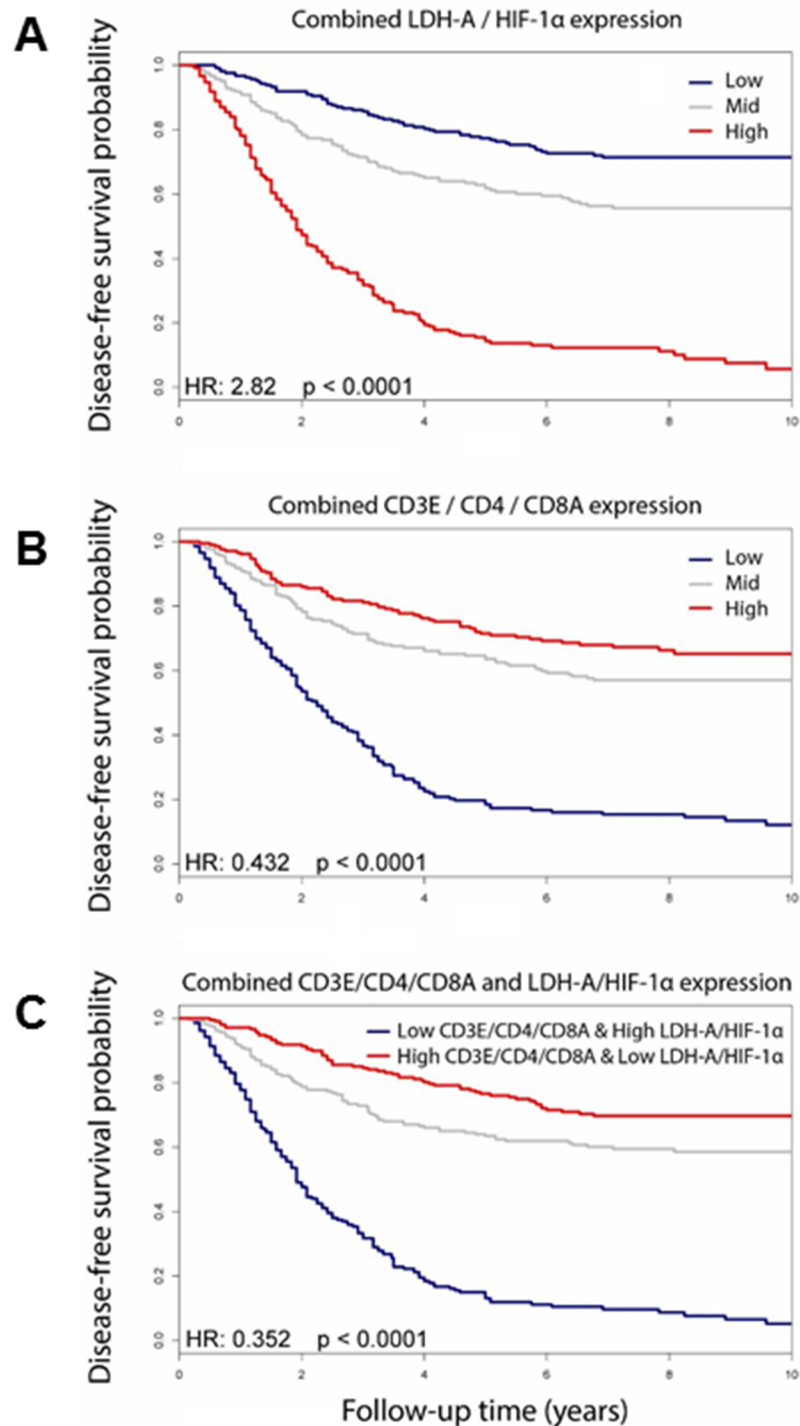 A
Combined LDH-A / HIF-1α expression
Disease-free survival probability
1.0
0.8
0.6
0.4
0.2
0.0
Low
Mid
High
HR: 2.82 p < 0.0001
0 2 4 6 8 10
B
Combined CD3E / CD4 / CD8A expression
Disease-free survival probability
1.0
0.8
0.6
0.4
0.2
0.0
Low
Mid
High
HR: 0.432 p < 0.0001
0 2 4 6 8 10
C
Combined CD3E/CD4/CD8A and LDH-A/HIF-1α expression
Disease-free survival probability
1.0
0.8
0.6
0.4
0.2
0.0
Low CD3E/CD4/CD8A & High LDH-A/HIF-1α
High CD3E/CD4/CD8A & Low LDH-A/HIF-1α
HR: 0.352 p < 0.0001
0 2 4 6 8 10
Follow-up time (years)